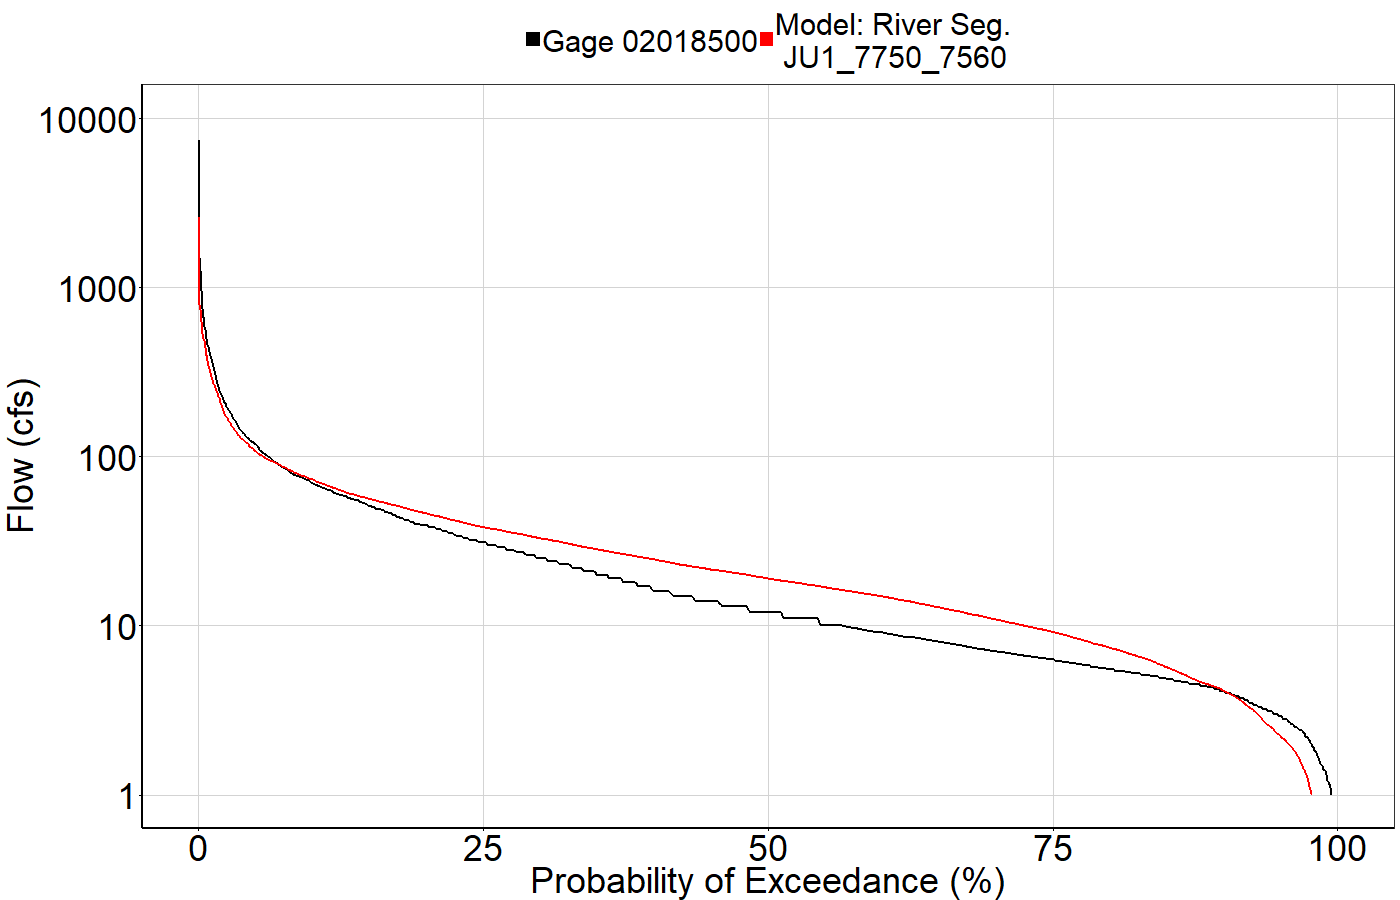 Gage 02018500
Model: River Seg.
JU1_7750_7560
10000
1000
100
10
1
Flow (cfs)
0 25 50 75 100
Probability of Exceedance (%)